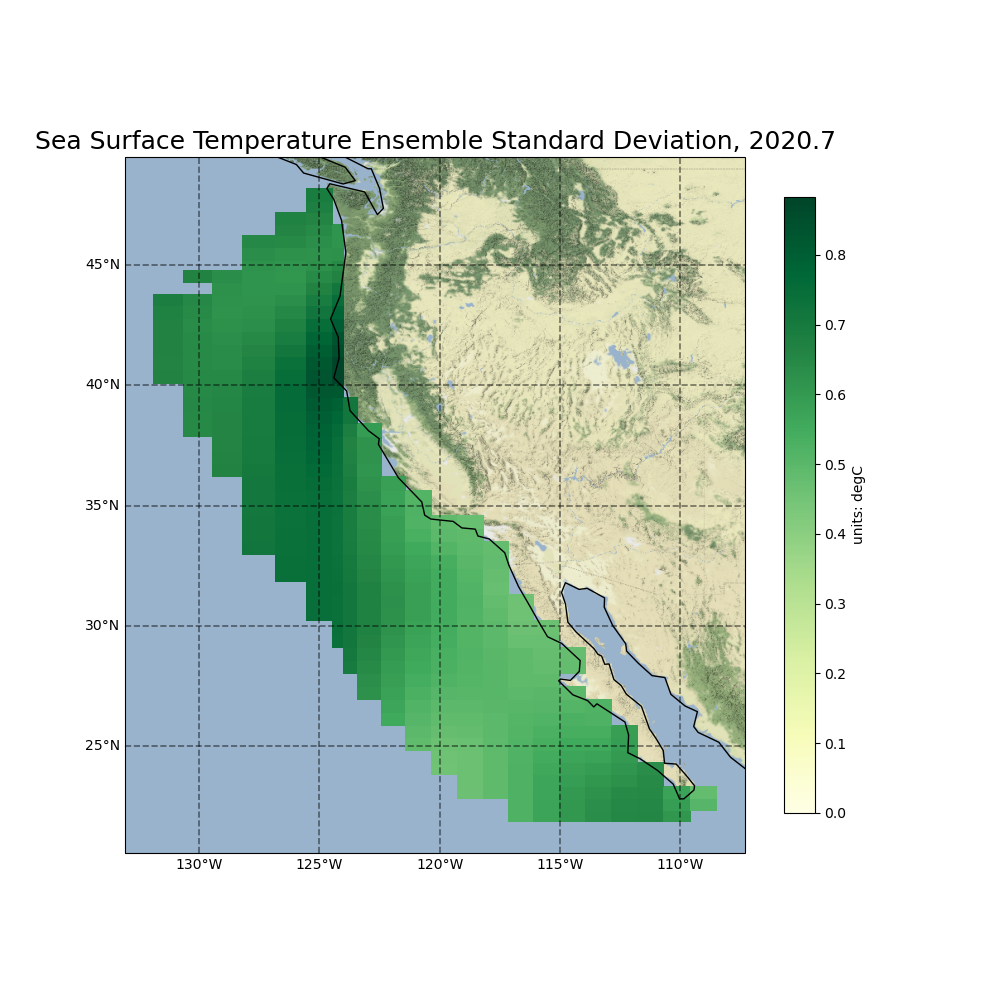 Sea Surface Temperature Ensemble Standard Deviation, 2020.7
45°N
40°N
35°N
30°N
25°N
130°W
125°W
120°W
115°W
110°W
0.8
0.7
0.6
0.5
0.4
0.3
0.2
0.1
0.0
units: degC